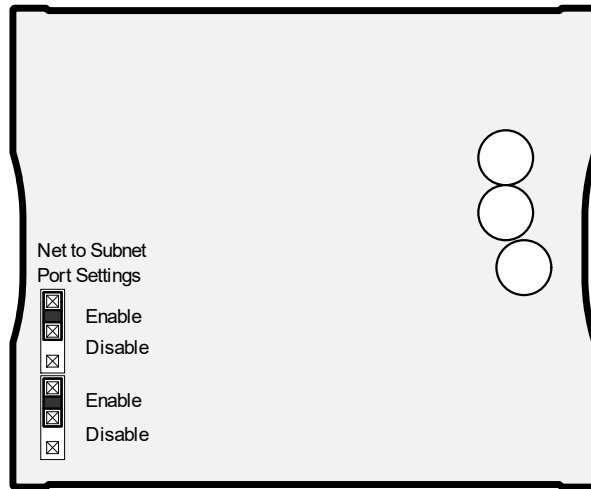 Net to Subnet
Port Settings
Enable
Disable
Enable
Disable